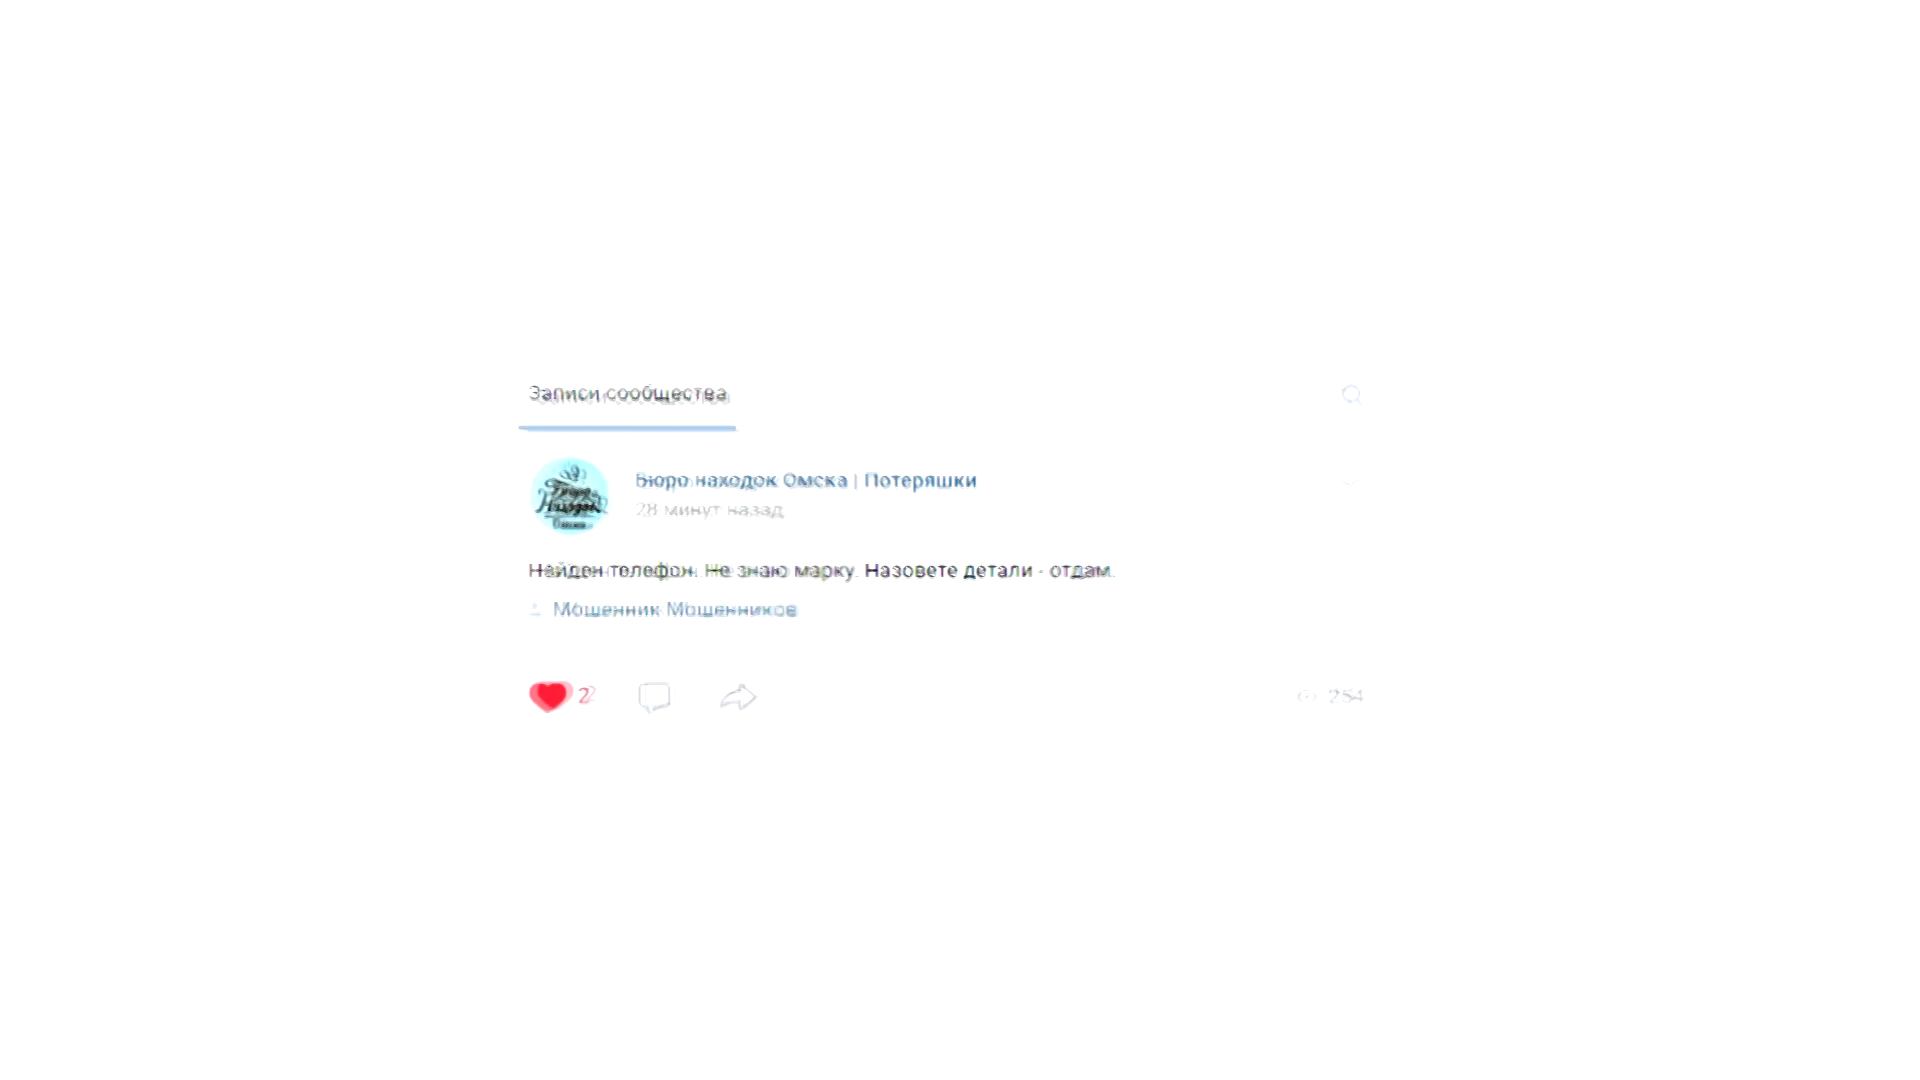 Записи сообщества
Бюро находок Омска | Потеряшки
28 минут назад
Найден телефон. Не знаю марку. Назовете детали - отдам.
Мошенник Мошенников
2
254